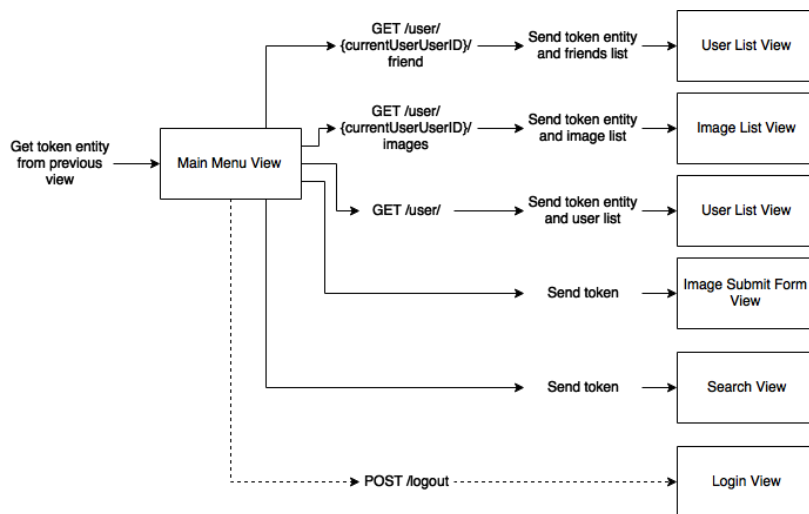 GET /user/
{currentUserUserID}/
friend
Send token entity
and friends list
User List View
GET /user/
{currentUserUserID}/
images
Send token entity
and image list
Image List View
Get token entity
from previous
view
Main Menu View
GET /user/
Send token entity
and user list
User List View
Send token
Image Submit Form
View
Send token
Search View
POST /logout
Login View